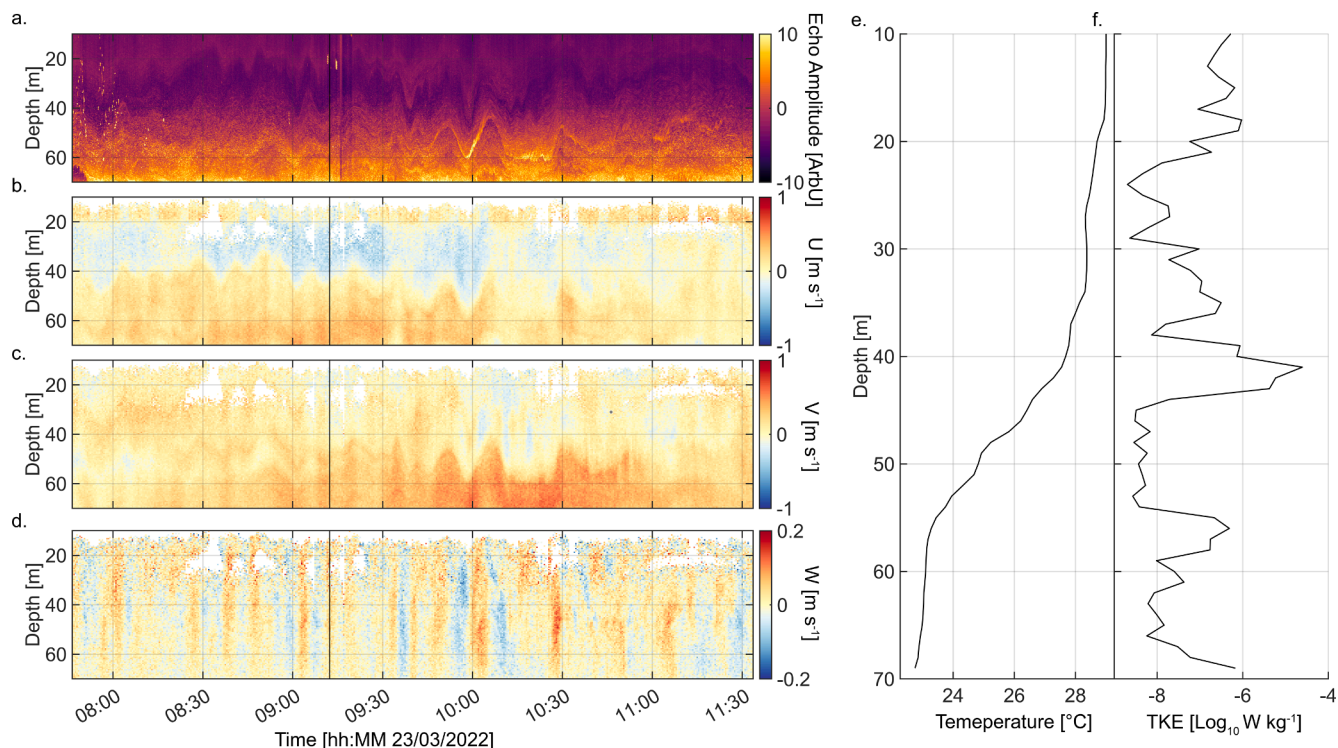 a.
Depth [m]
20
40
60
10
0
-10
Echo Amplitude [ArbU]
b.
Depth [m]
20
40
60
1
0
-1
U [m s-1]
c.
Depth [m]
20
40
60
1
0
-1
V [m s-1]
d.
Depth [m]
20
40
60
0.2
0
-0.2
W [m s-1]
08:00
08:30
09:00
09:30
10:00
10:30
11:00
11:30
Time [hh:MM 23/03/2022]
e.
Depth [m]
10
20
30
40
50
60
70
24
26
28
Temeperature [°C]
f.
-8
-6
-4
TKE [Log10 W kg-1]